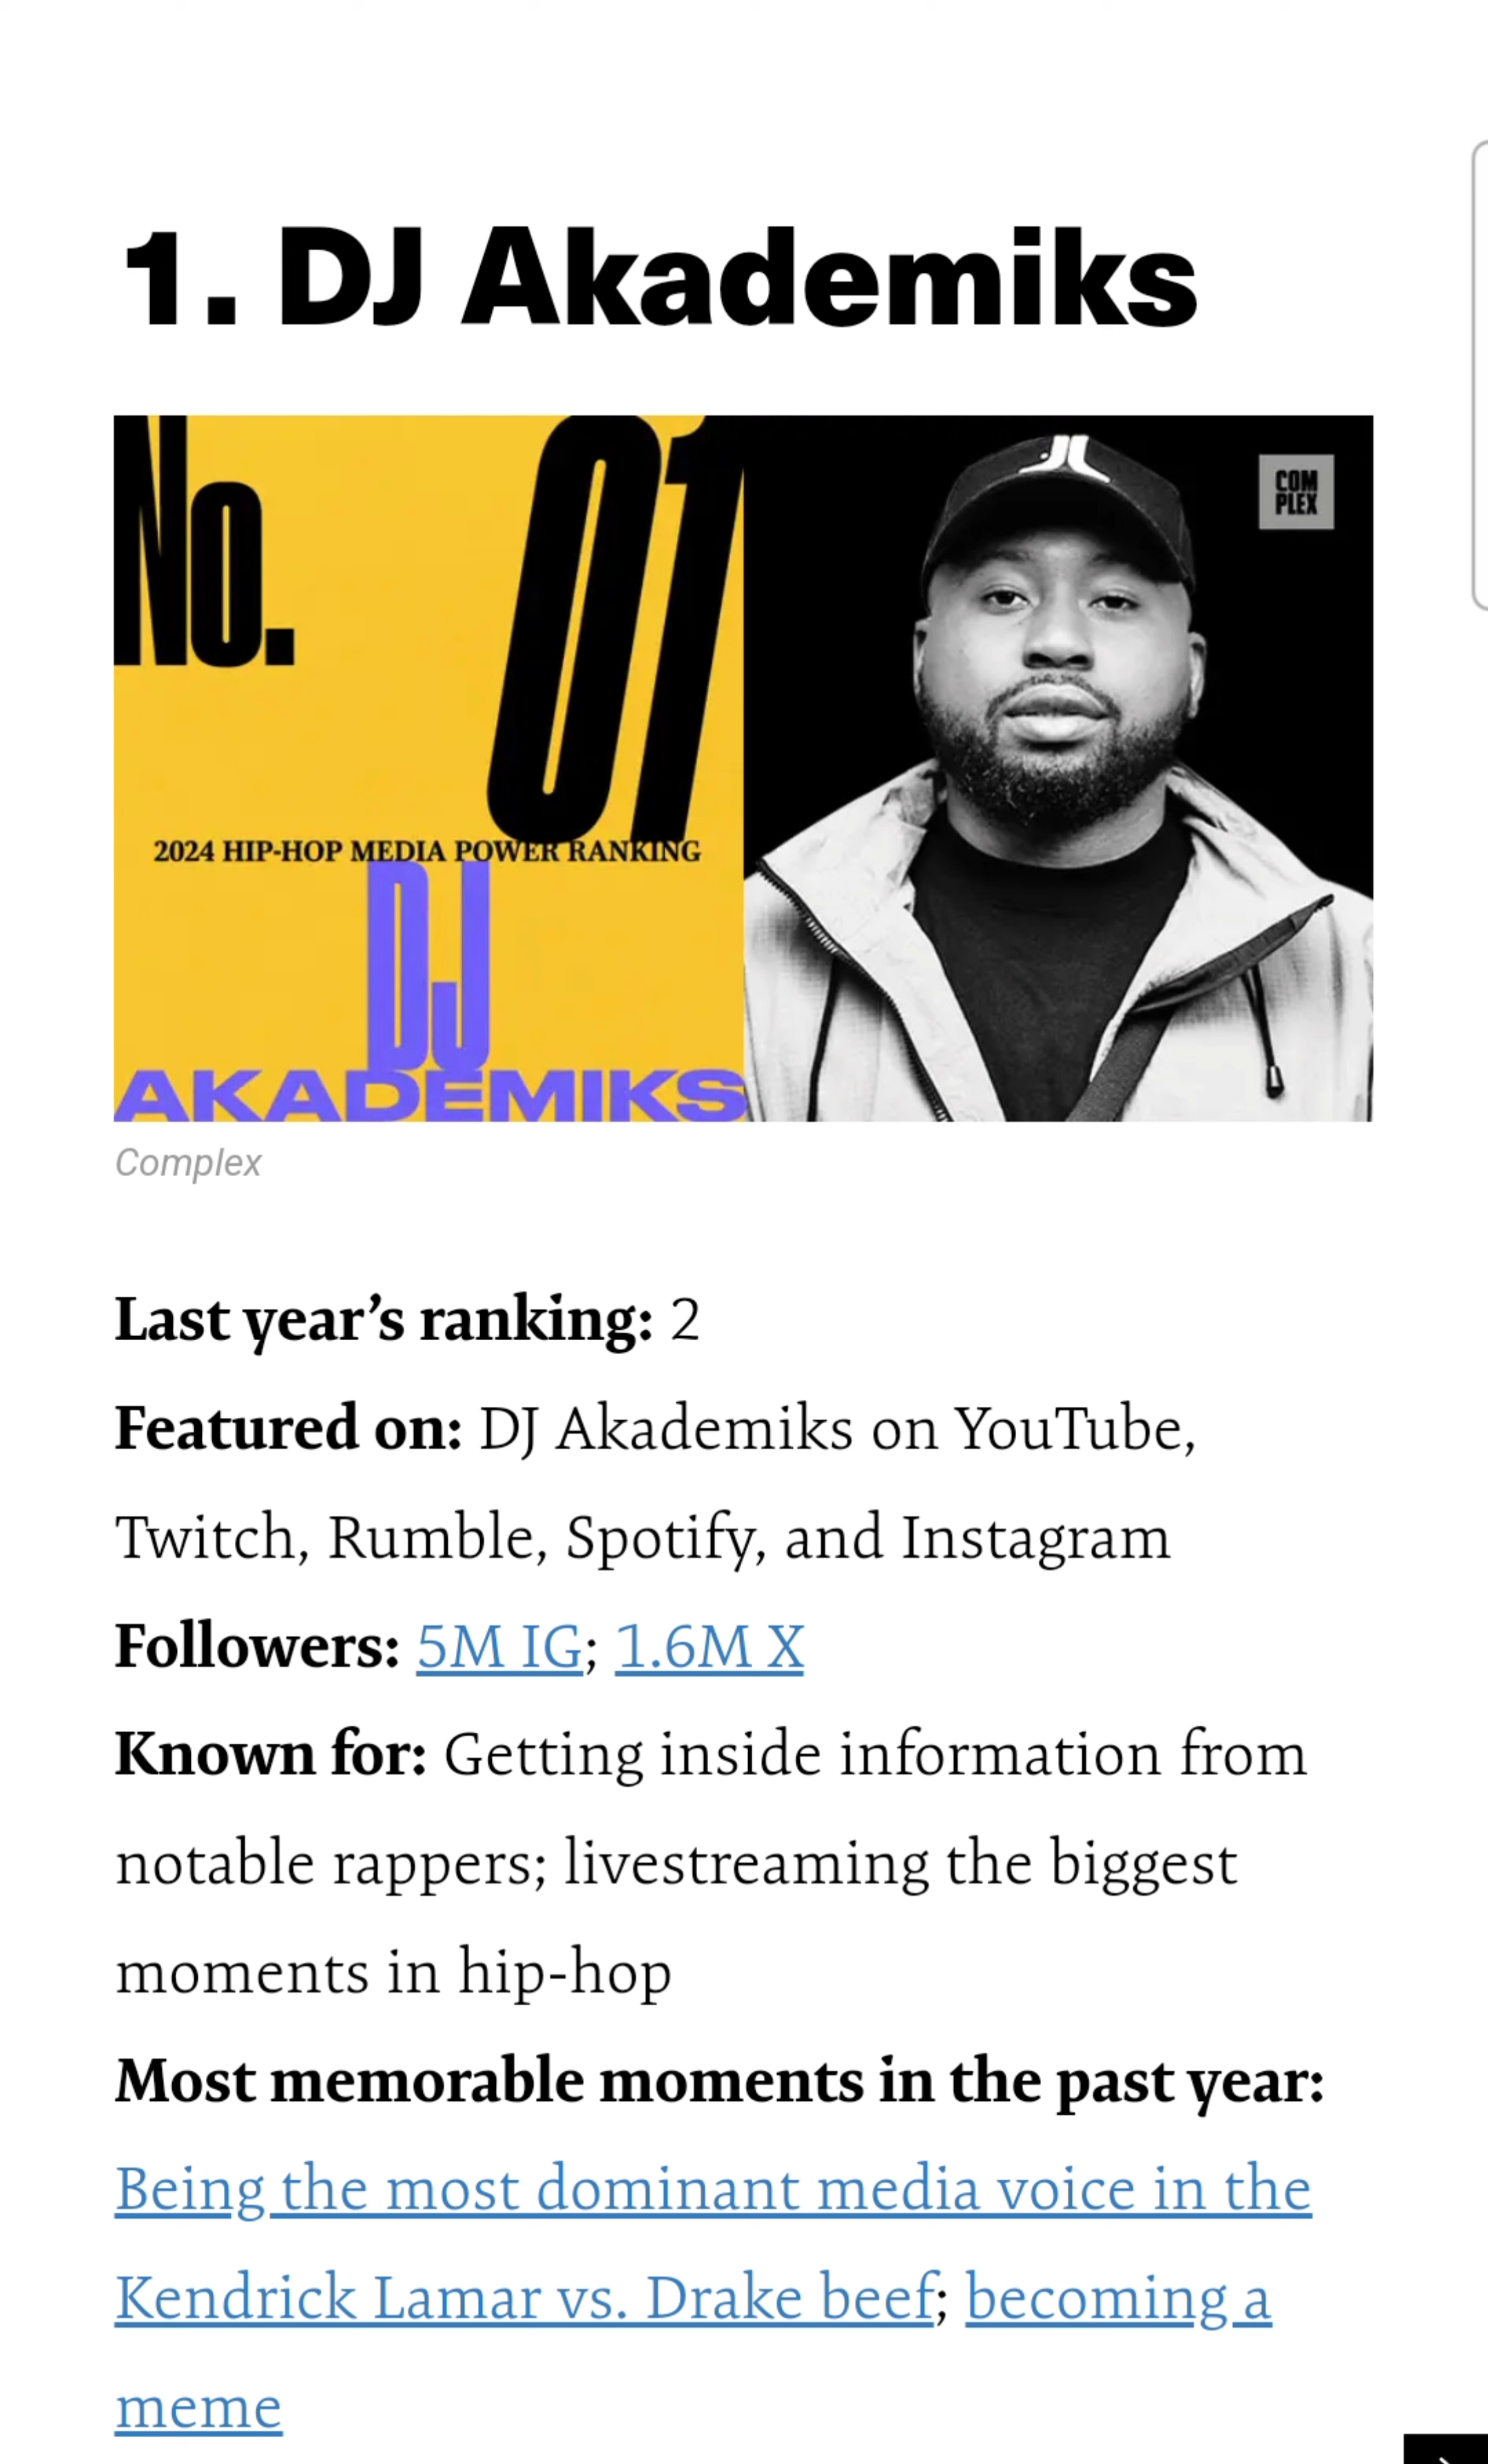 1. DJ Akademiks
No.
01
COM
PLEX
2024 HIP-HOP MEDIA POWER RANKING
DJ
AKADEMIKS
Complex
Last year’s ranking: 2
Featured on: DJ Akademiks on YouTube,
Twitch, Rumble, Spotify, and Instagram
Followers: 5M IG; 1.6M X
Known for: Getting inside information from
notable rappers; livestreaming the biggest
moments in hip-hop
Most memorable moments in the past year:
Being the most dominant media voice in the
Kendrick Lamar vs. Drake beef; becoming a
meme